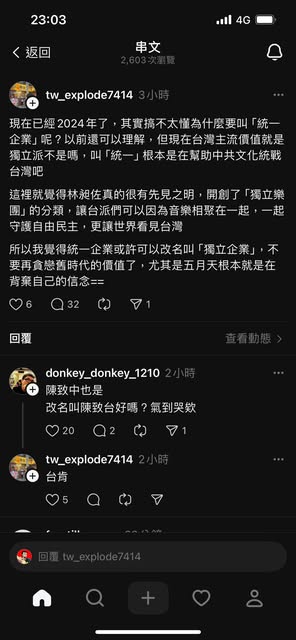 23:03
4G
返回
串文
2,603次瀏覽
tw_explode7414 3小時
現在已經2024年了，其實搞不太懂為什麼要叫「統一
企業」呢？以前還可以理解，但現在台灣主流價值就是
獨立派不是嗎，叫「統一」根本是在幫助中共文化統戰
台灣吧
這裡就覺得林昶佐真的很有先見之明，開創了「獨立樂
團」的分類，讓台派們可以因為音樂相聚在一起，一起
守護自由民主，更讓世界看見台灣
所以我覺得統一企業或許可以改名叫「獨立企業」，不
要再貪戀舊時代的價值了，尤其是五月天根本就是在
背棄自己的信念==
6 32 1
回覆
查看動態
donkey_donkey_1210 2小時
陳致中也是
改名叫陳致台好嗎？氣到哭欸
20 2 1
tw_explode7414 2小時
台肯
5
回覆 tw_explode7414